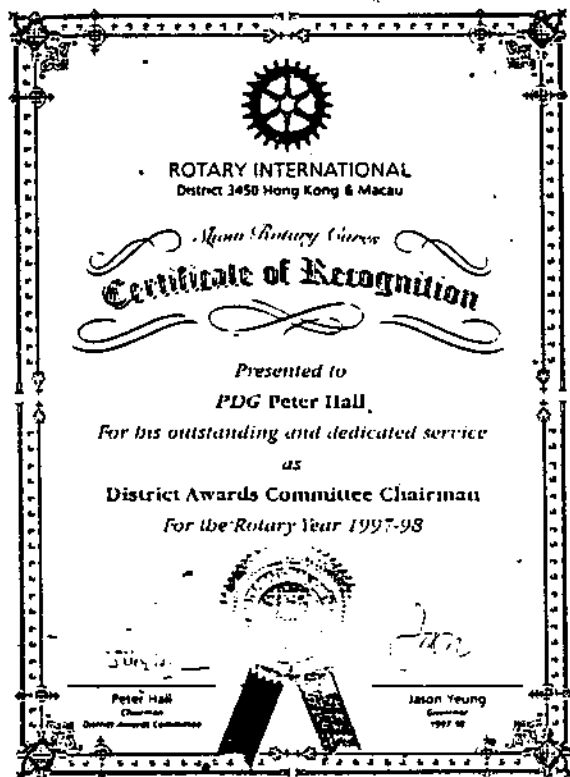 ROTARY INTERNATIONAL
District 3450 Hong Kong & Macau
Show Rotary Cares
Certificate of Recognition
Presented to
PDG Peter Hall
For his outstanding and dedicated service
as
District Awards Committee Chairman
For the Rotary Year 1997-98
Peter Hall
Chairman
District Awards Committee
Jason Yeung
Governor
1997-98